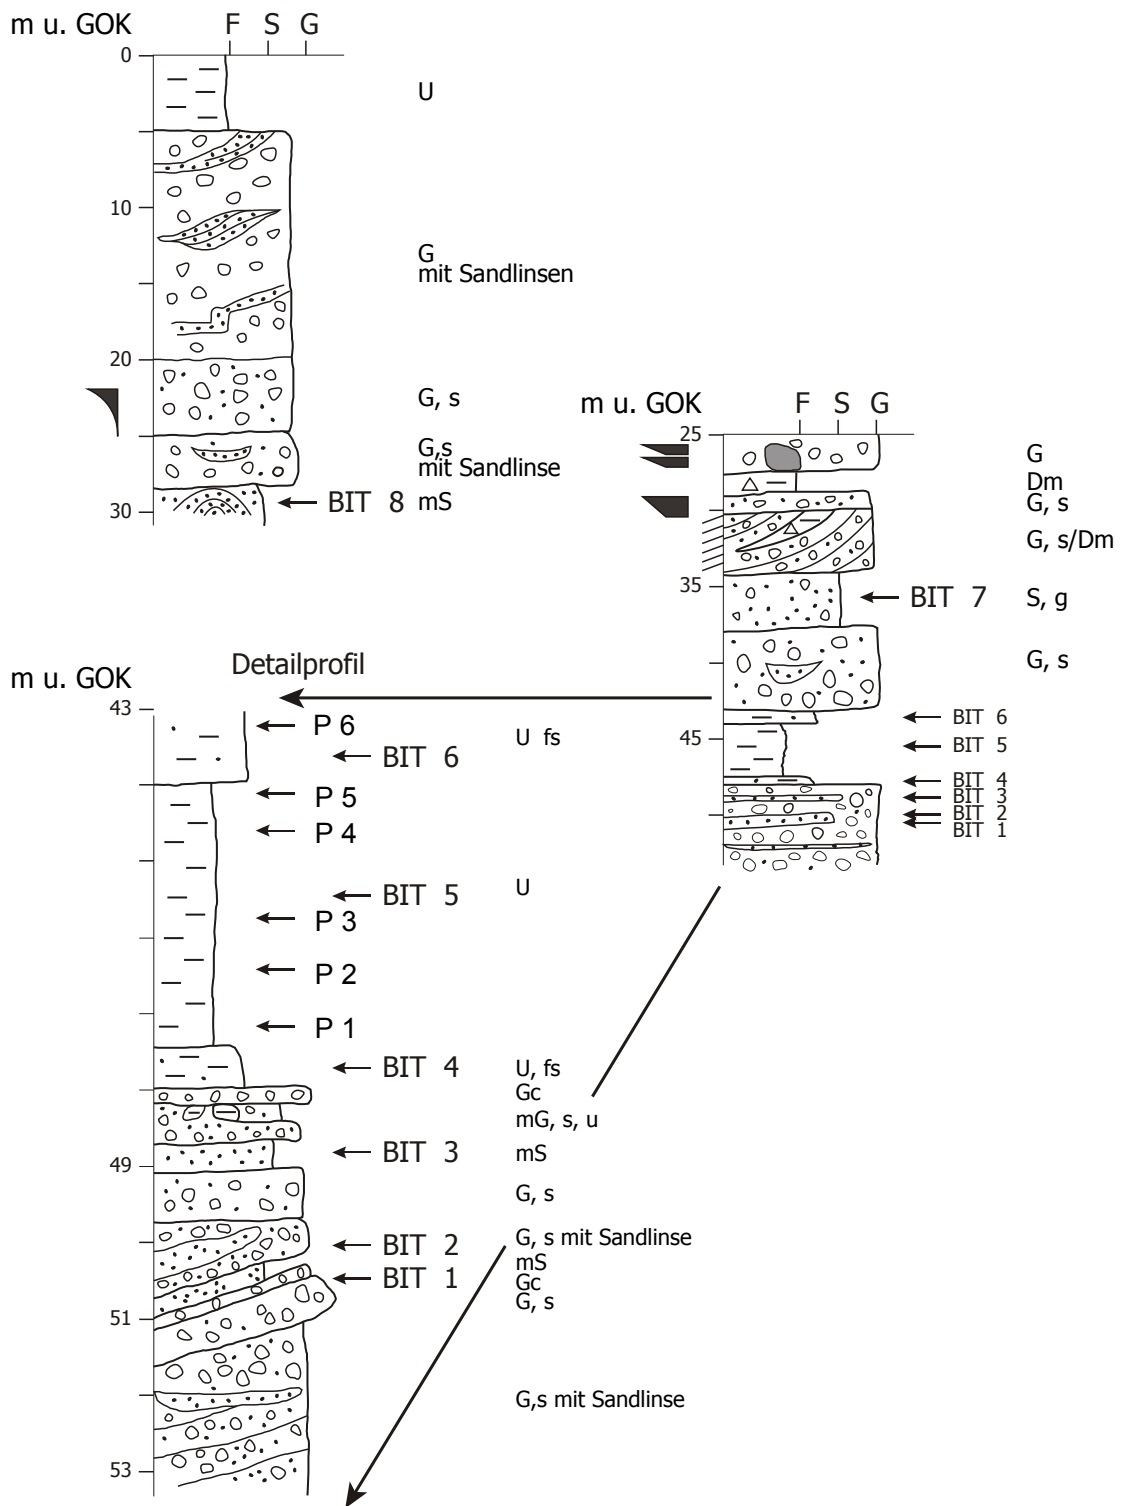 m u. GOK F S G
0
U
10
G
mit Sandlinsen
20
G, s
G,s
mit Sandlinse
BIT 8 mS
30
m u. GOK F S G
25
G
Dm
G, s
G, s/Dm
35
BIT 7 S, g
G, s
BIT 6
45
BIT 5
BIT 4
BIT 3
BIT 2
BIT 1
Detailprofil
m u. GOK
43
P 6
U fs
BIT 6
P 5
P 4
BIT 5 U
P 3
P 2
P 1
BIT 4 U, fs
Gc
mG, s, u
BIT 3 mS
49
G, s
G, s mit Sandlinse
BIT 2
mS
BIT 1 Gc
G, s
51
G,s mit Sandlinse
53